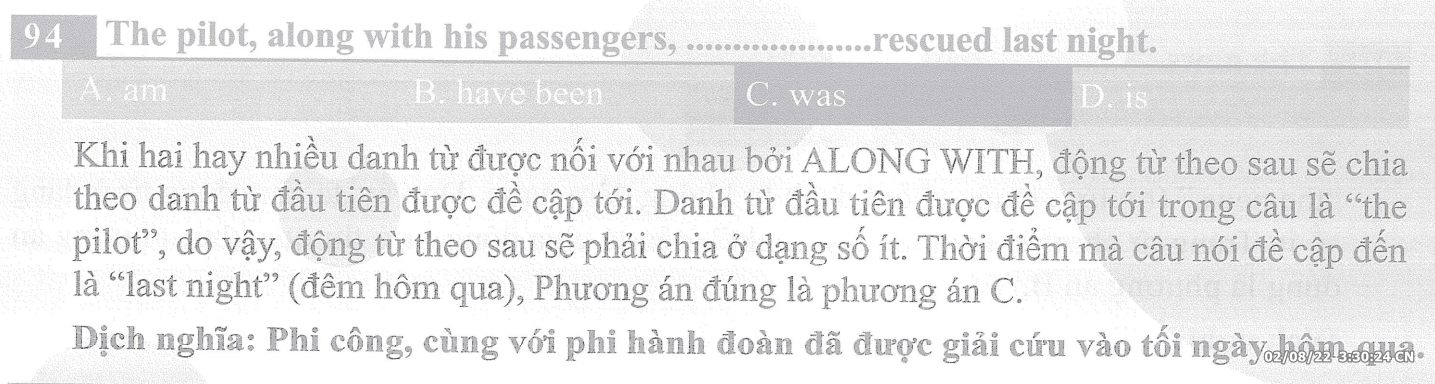 94 The pilot, along with his passengers, ....................rescued last night.
A. am B. have been C. was D. is
Khi hai hay nhiều danh từ được nối với nhau bởi ALONG WITH, động từ theo sau sẽ chia
theo danh từ đầu tiên được đề cập tới. Danh từ đầu tiên được đề cập tới trong câu là “the
pilot”, do vậy, động từ theo sau sẽ phải chia ở dạng số ít. Thời điểm mà câu nói đề cập đến
là “last night” (đêm hôm qua), Phương án đúng là phương án C.
Dịch nghĩa: Phi công, cùng với phi hành đoàn đã được giải cứu vào tối ngày hôm qua.
02/08/22-3:30:24 CN